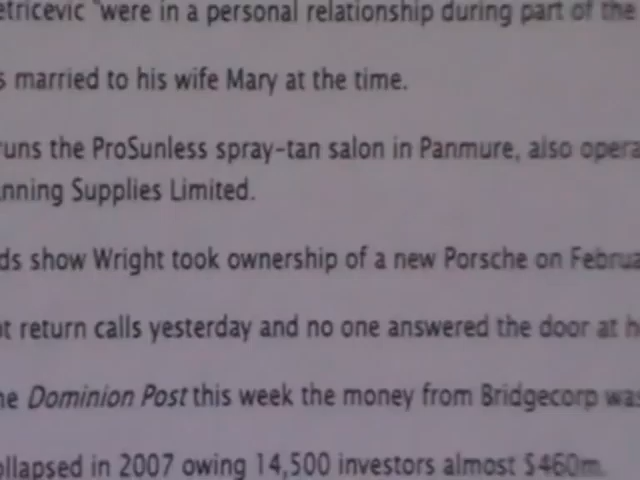 etricevic "were in a personal relationship during part of the
s married to his wife Mary at the time.
runs the ProSunless spray-tan salon in Panmure, also opera
nning Supplies Limited.
ds show Wright took ownership of a new Porsche on Februa
t return calls yesterday and no one answered the door at h
he Dominion Post this week the money from Bridgecorp was
ollapsed in 2007 owing 14,500 investors almost $460m.